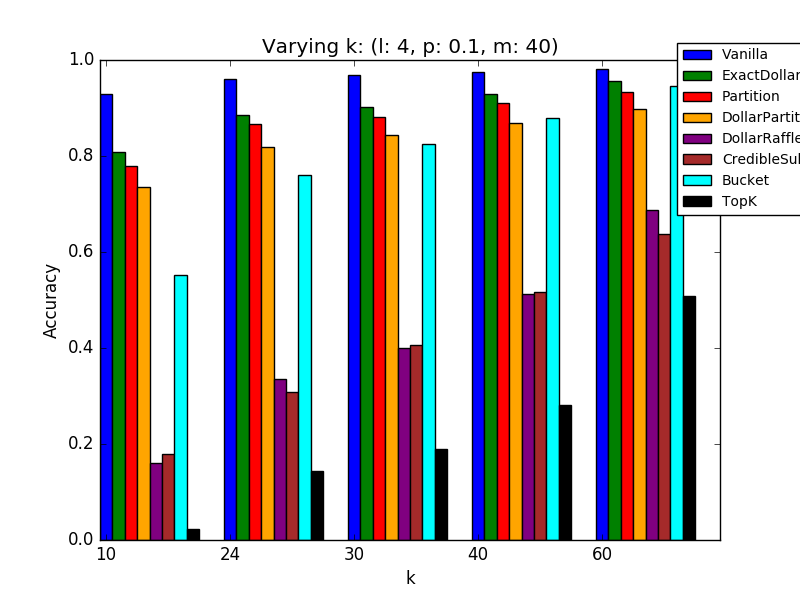 Varying k: (l: 4, p: 0.1, m: 40)
Vanilla
ExactDollar
Partition
DollarPartit
DollarRaffle
CredibleSu
Bucket
TopK
1.0
0.8
0.6
0.4
0.2
0.0
Accuracy
10 24 30 40 60
k